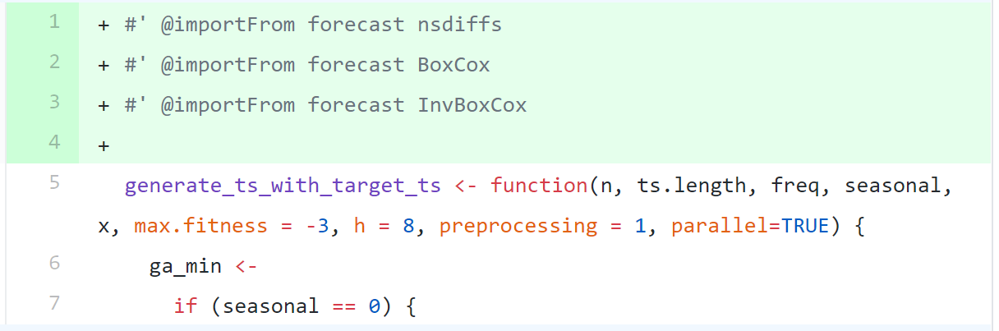 1 + #' @importFrom forecast nsdiffs
2 + #' @importFrom forecast BoxCox
3 + #' @importFrom forecast InvBoxCox
4 +
5 generate_ts_with_target_ts <- function(n, ts.length, freq, seasonal,
x, max.fitness = -3, h = 8, preprocessing = 1, parallel=TRUE) {
6 ga_min <-
7 if (seasonal == 0) {